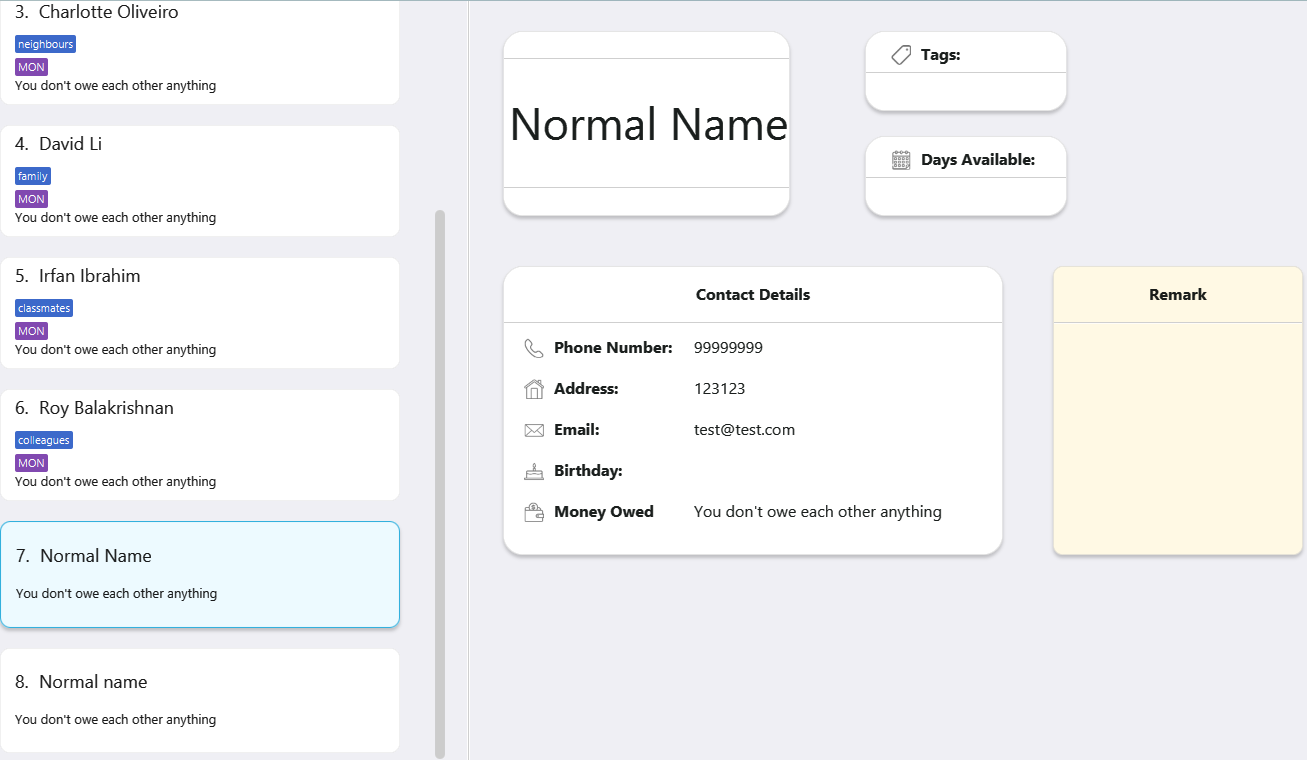 3. Charlotte Oliveiro
neighbours
MON
You don't owe each other anything
4. David Li
family
MON
You don't owe each other anything
5. Irfan Ibrahim
classmates
MON
You don't owe each other anything
6. Roy Balakrishnan
colleagues
MON
You don't owe each other anything
7. Normal Name
You don't owe each other anything
8. Normal name
You don't owe each other anything
Normal Name
Tags:
Days Available:
Contact Details
Phone Number: 99999999
Address: 123123
Email: test@test.com
Birthday:
Money Owed You don't owe each other anything
Remark